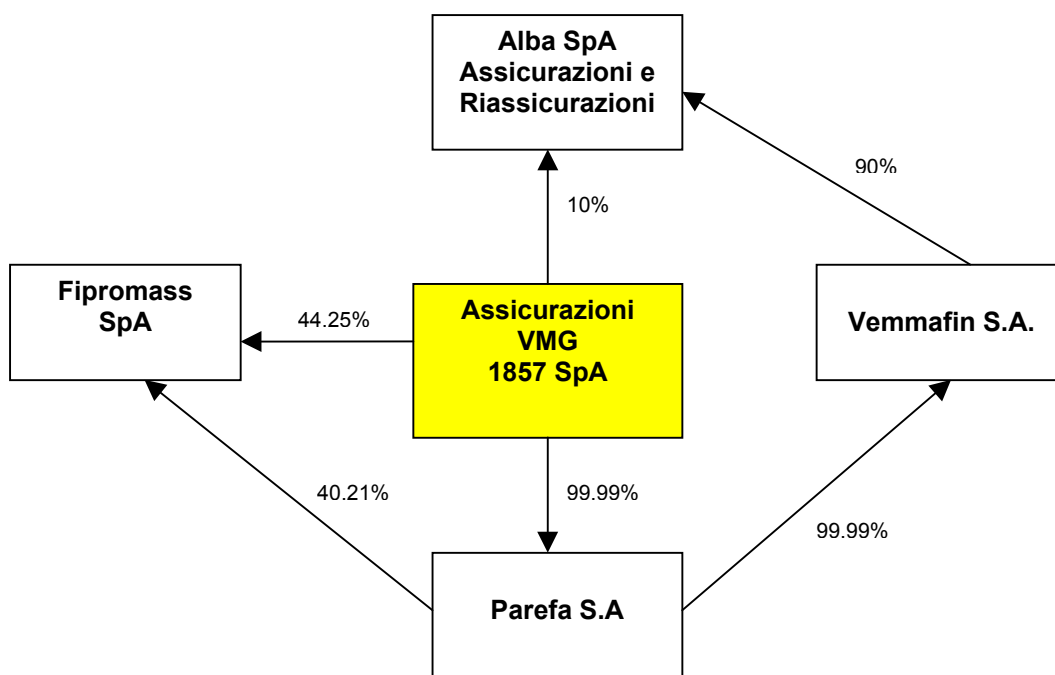 Alba SpA
Assicurazioni e
Riassicurazioni
90%
10%
Fipromass
SpA
44.25%
Assicurazioni
VMG
1857 SpA
Vemmafin S.A.
40.21%
99.99%
99.99%
Parefa S.A